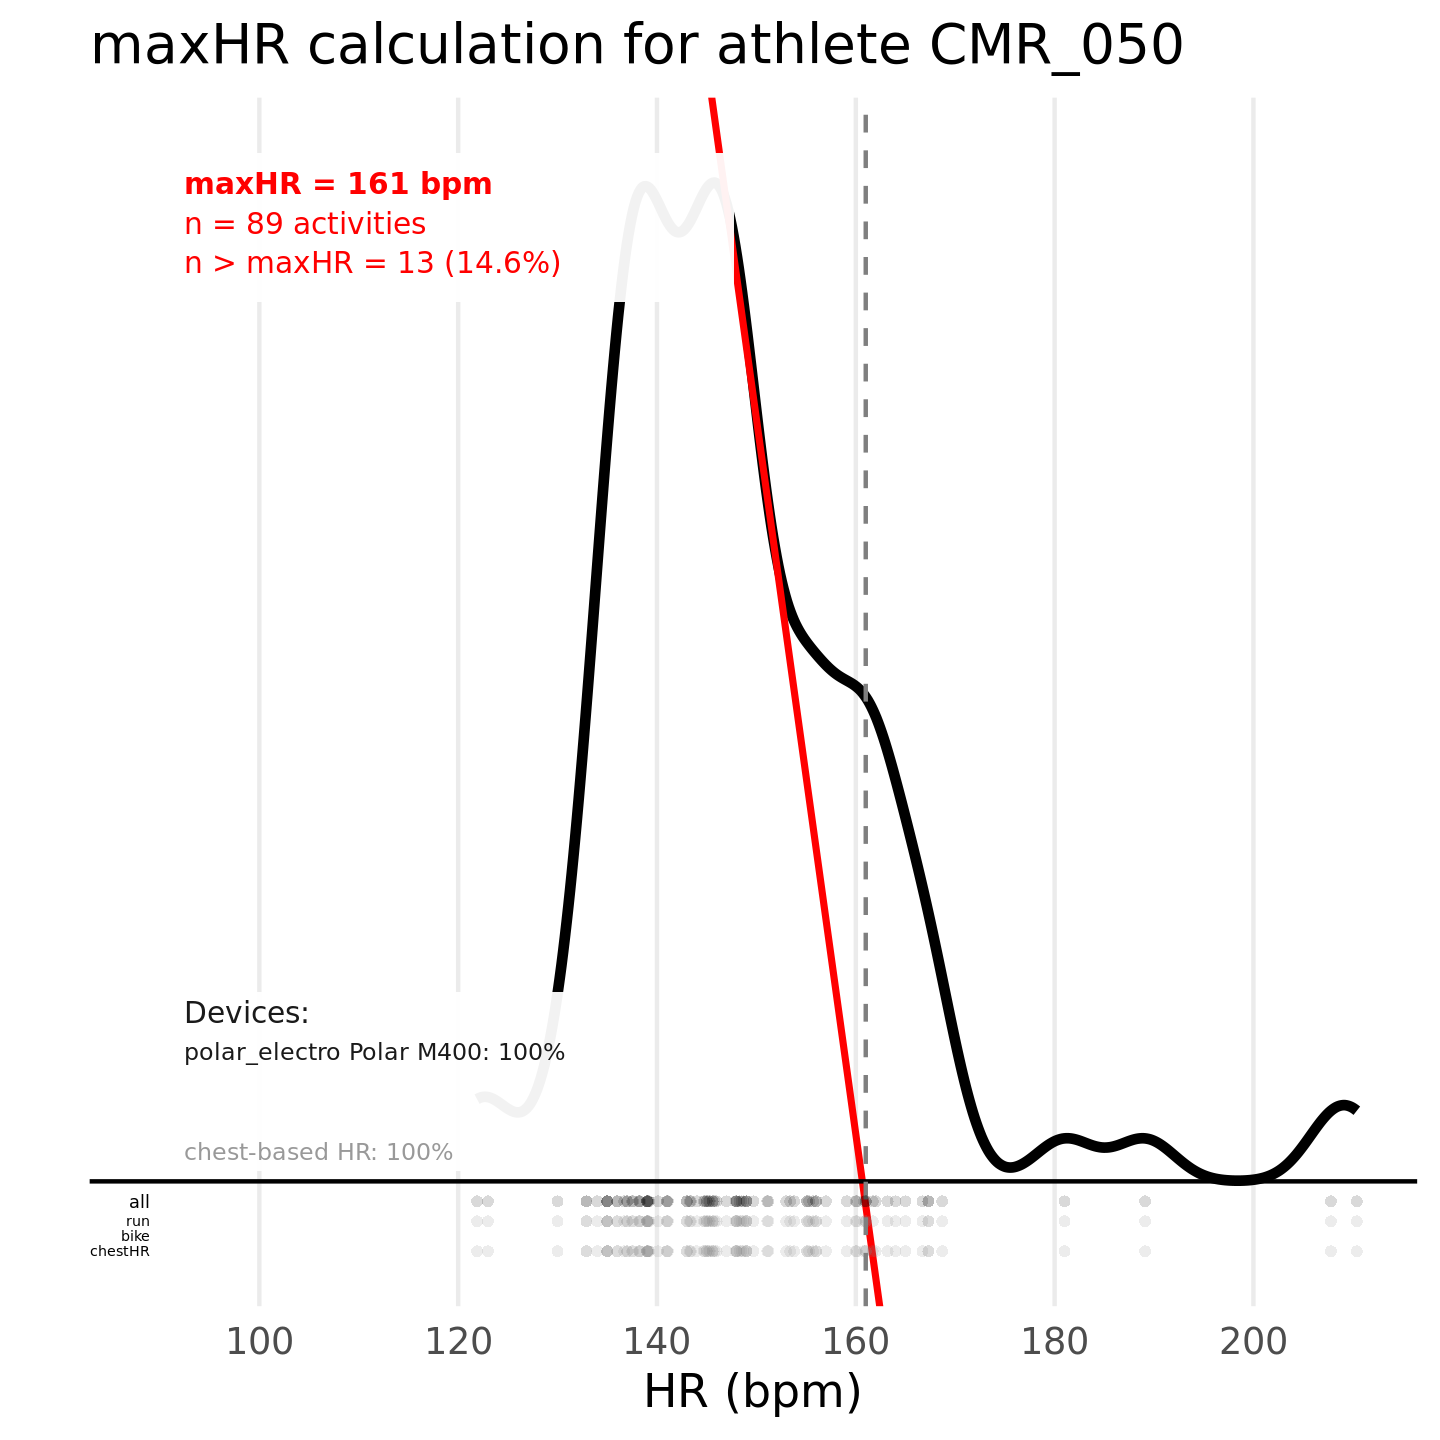 maxHR calculation for athlete CMR_050
maxHR = 161 bpm
n = 89 activities
n > maxHR = 13 (14.6%)
Devices:
polar_electro Polar M400: 100%
chest-based HR: 100%
all
run
bike
chestHR
100 120 140 160 180 200
HR (bpm)